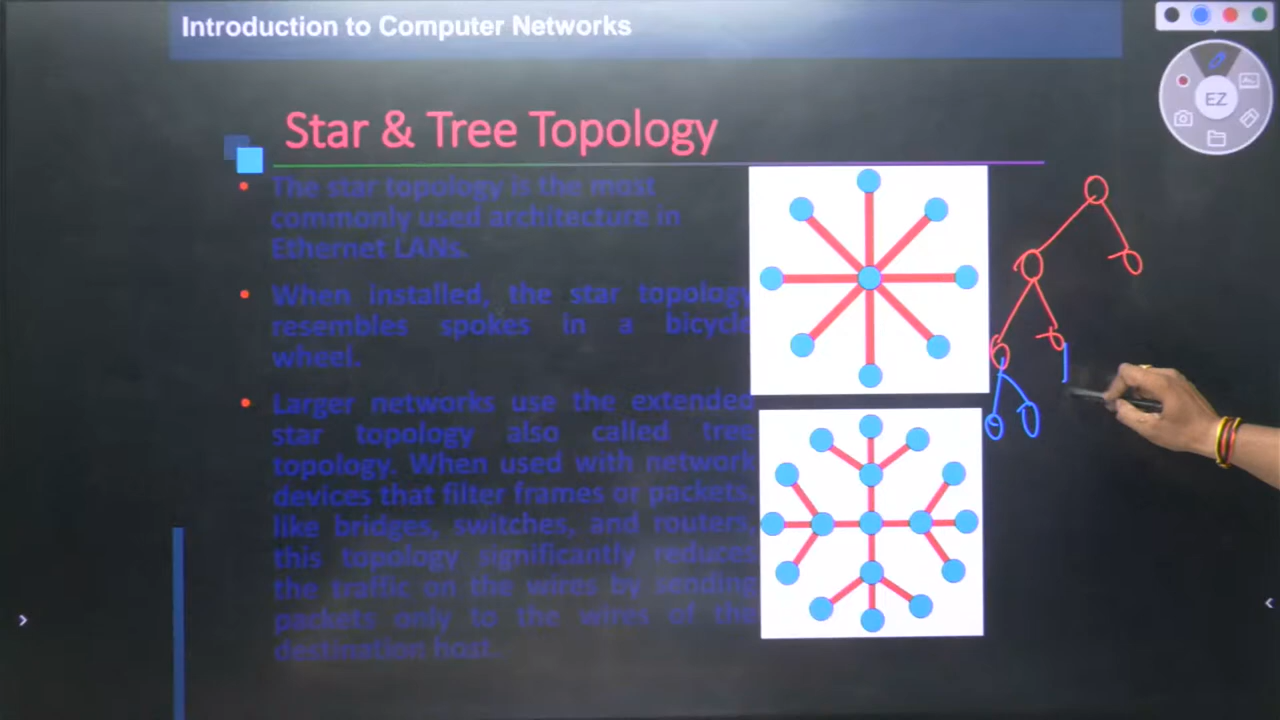 Introduction to Computer Networks
EZ
Star & Tree Topology
The star topology is the most
commonly used architecture in
Ethernet LANs.
When installed, the star topology
resembles spokes in a bicycle
wheel.
Larger networks use the extended
star topology also called tree
topology. When used with network
devices that filter frames or packets,
like bridges, switches, and routers,
this topology significantly reduces
the traffic on the wires by sending
packets only to the wires of the
destination host.